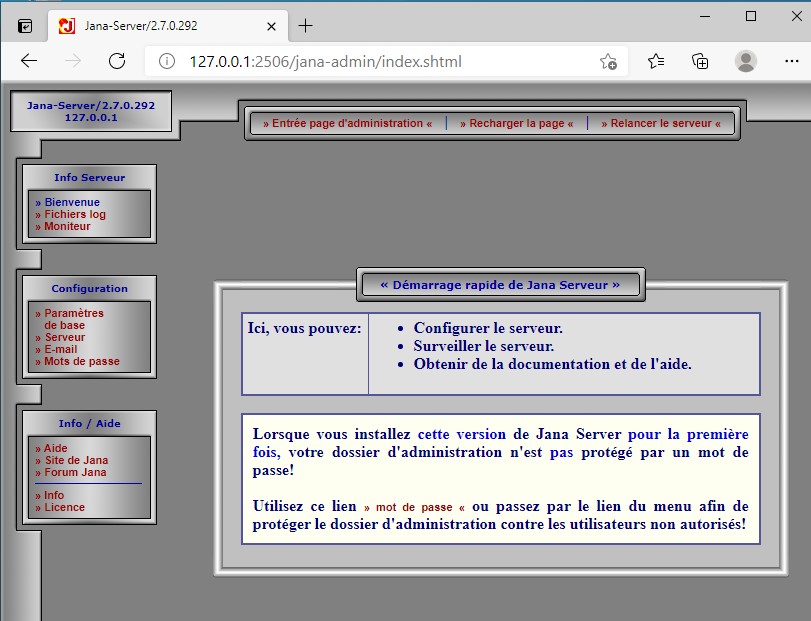 Jana-Server/2.7.0.292
127.0.0.1:2506/jana-admin/index.shtml
Jana-Server/2.7.0.292
127.0.0.1
» Entrée page d'administration « | » Recharger la page « | » Relancer le serveur «
Info Serveur
» Bienvenue
» Fichiers log
» Moniteur
Configuration
» Paramètres
de base
» Serveur
» E-mail
» Mots de passe
Info / Aide
» Aide
» Site de Jana
» Forum Jana
» Info
» Licence
« Démarrage rapide de Jana Serveur »
Ici, vous pouvez:
• Configurer le serveur.
• Surveiller le serveur.
• Obtenir de la documentation et de l'aide.
Lorsque vous installez cette version de Jana Server pour la première
fois, votre dossier d'administration n'est pas protégé par un mot de
passe!
Utilisez ce lien » mot de passe « ou passez par le lien du menu afin de
protéger le dossier d'administration contre les utilisateurs non autorisés!